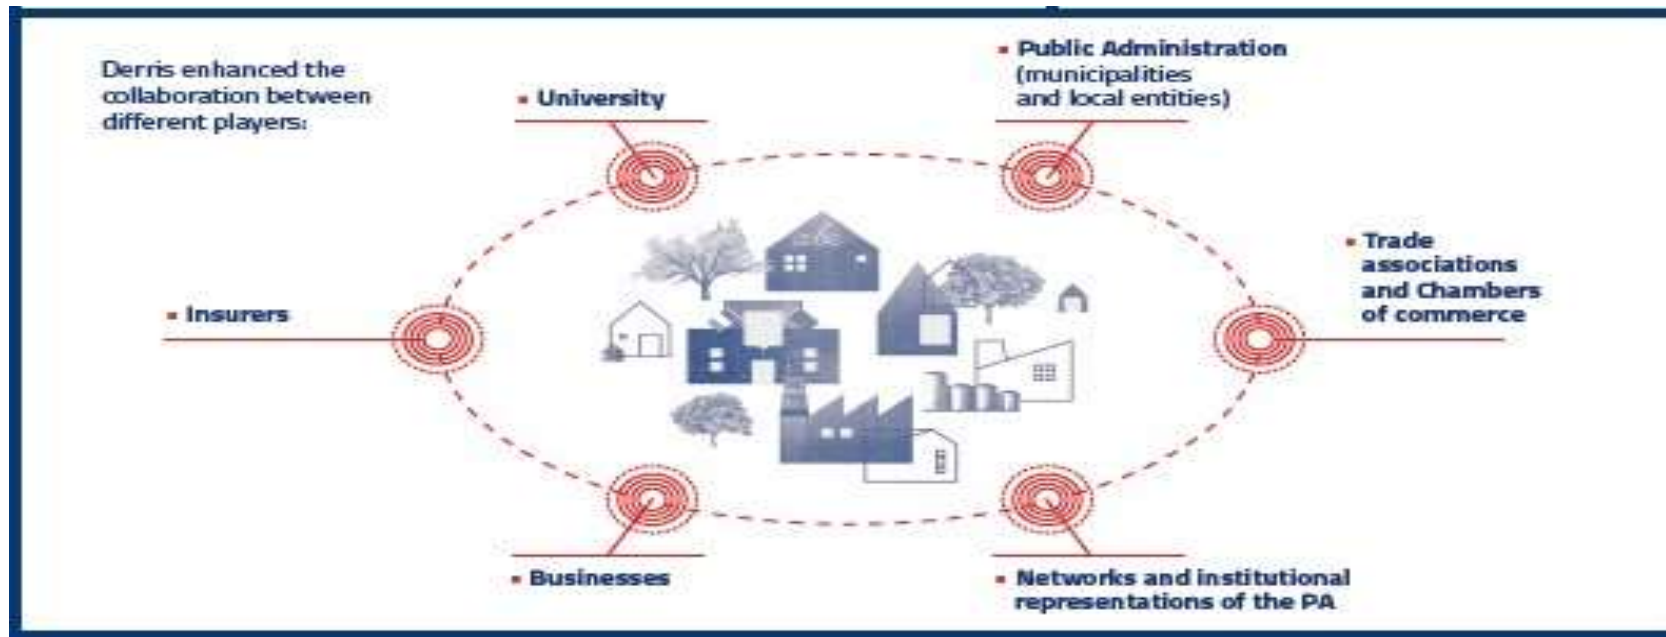 Derris enhanced the
collaboration between
different players:
▪ University
▪ Public Administration
(municipalities
and local entities)
▪ Trade
associations
and Chambers
of commerce
▪ Insurers
▪ Businesses
▪ Networks and institutional
representations of the PA